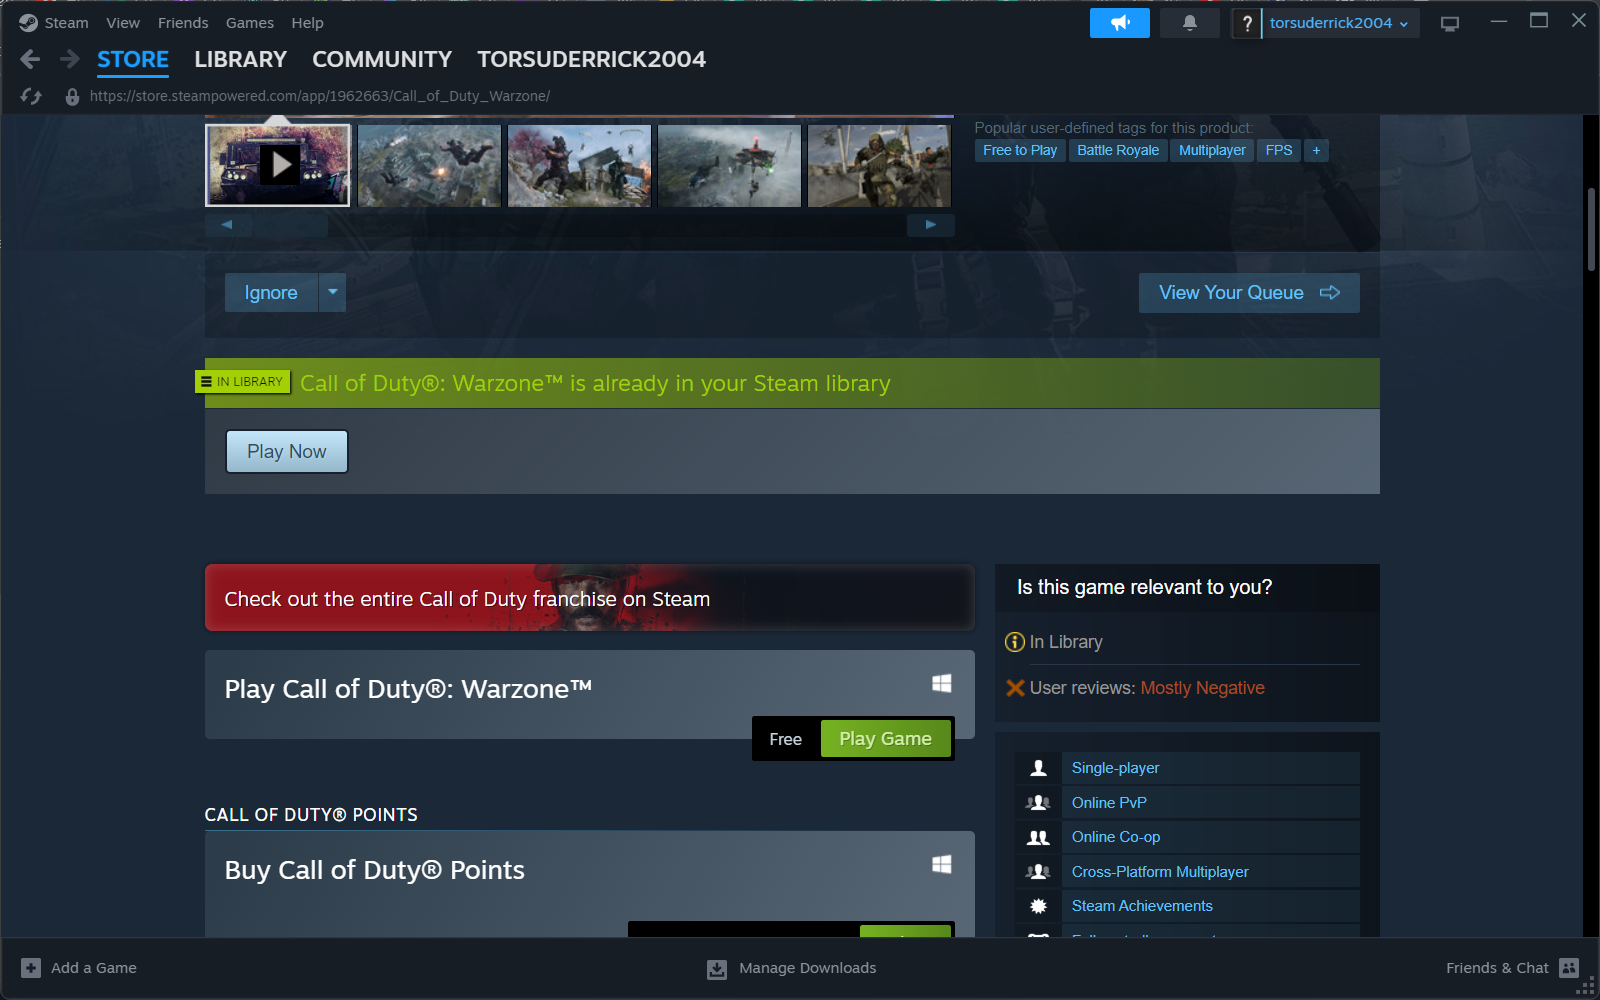 Steam View Friends Games Help
? torsuderrick2004
STORE LIBRARY COMMUNITY TORSUDERRICK2004
https://store.steampowered.com/app/1962663/Call_of_Duty_Warzone/
Popular user-defined tags for this product:
Free to Play Battle Royale Multiplayer FPS +
Ignore
View Your Queue
IN LIBRARY
Call of Duty®: Warzone™ is already in your Steam library
Play Now
Check out the entire Call of Duty franchise on Steam
Is this game relevant to you?
In Library
User reviews: Mostly Negative
Play Call of Duty®: Warzone™
Free
Play Game
Single-player
Online PvP
Online Co-op
Cross-Platform Multiplayer
Steam Achievements
CALL OF DUTY® POINTS
Buy Call of Duty® Points
Add a Game
Manage Downloads
Friends & Chat